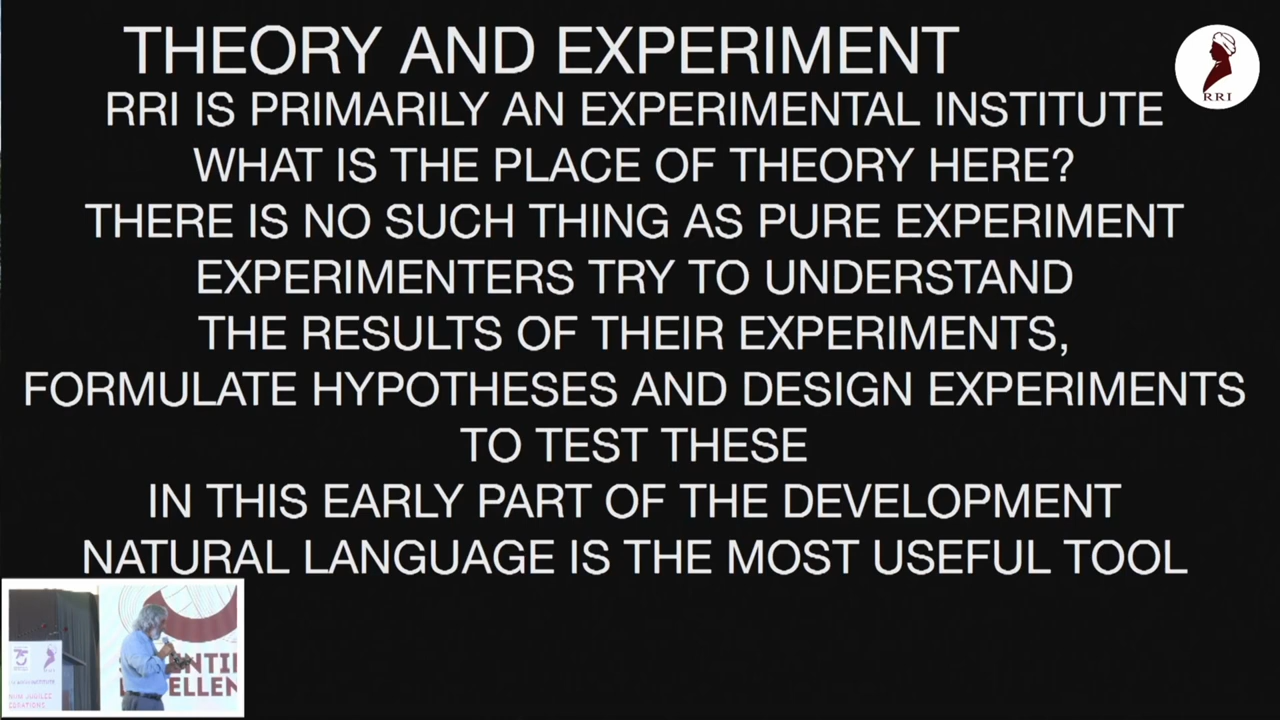 THEORY AND EXPERIMENT
RRI IS PRIMARILY AN EXPERIMENTAL INSTITUTE
WHAT IS THE PLACE OF THEORY HERE?
THERE IS NO SUCH THING AS PURE EXPERIMENT
EXPERIMENTERS TRY TO UNDERSTAND
THE RESULTS OF THEIR EXPERIMENTS,
FORMULATE HYPOTHESES AND DESIGN EXPERIMENTS
TO TEST THESE
IN THIS EARLY PART OF THE DEVELOPMENT
NATURAL LANGUAGE IS THE MOST USEFUL TOOL
RRI